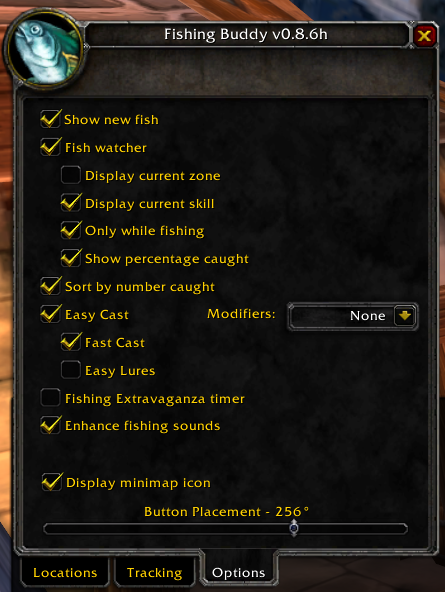 Fishing Buddy v0.8.6h
Show new fish
Fish watcher
Display current zone
Display current skill
Only while fishing
Show percentage caught
Sort by number caught
Easy Cast Modifiers: None
Fast Cast
Easy Lures
Fishing Extravaganza timer
Enhance fishing sounds
Display minimap icon
Button Placement - 256°
Locations Tracking Options